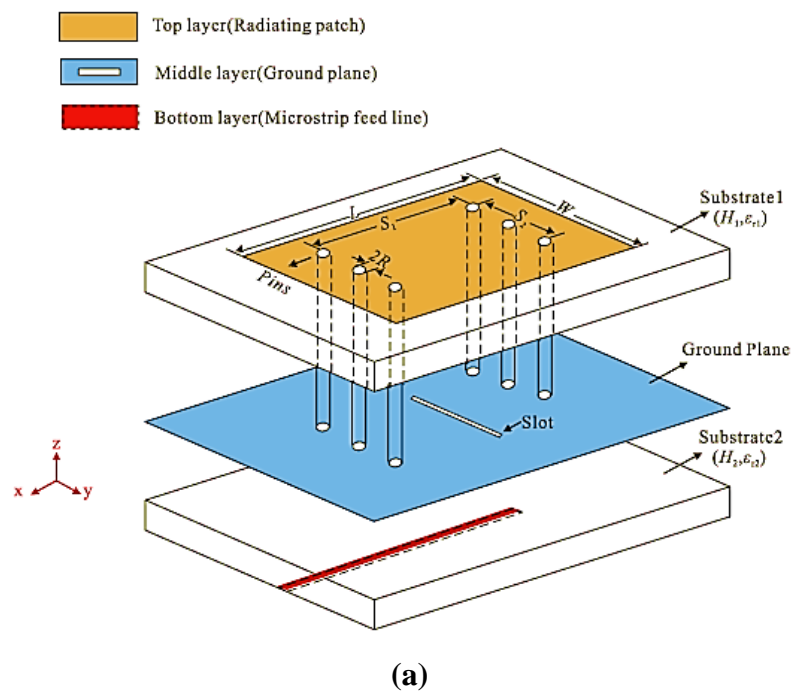 Top layer(Radiating patch)
Middle layer(Ground plane)
Bottom layer(Microstrip feed line)
Substrate1
(H₁,εᵣ₁)
L
W
S₁
S₂
2R
Pins
Ground Plane
Slot
Substrate2
(H₂,εᵣ₂)
z
x
y
(a)